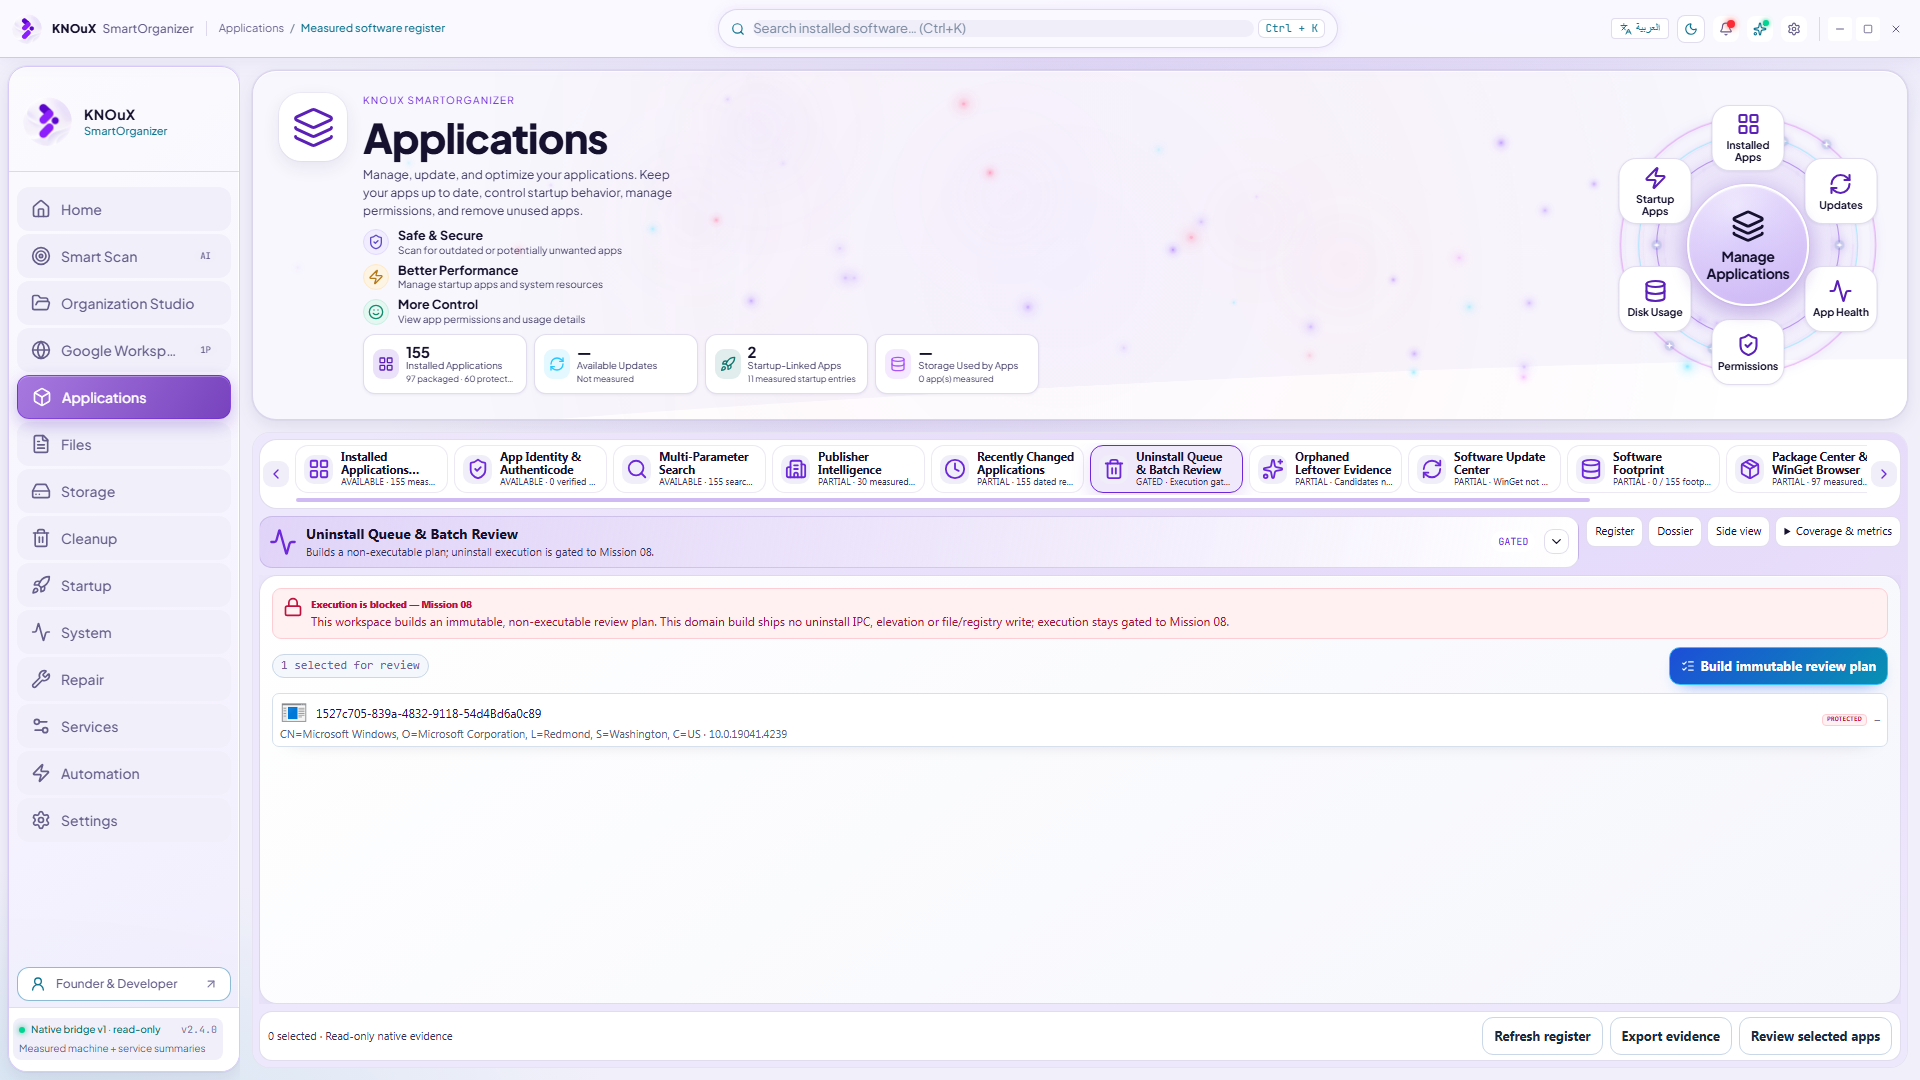 KNOuX SmartOrganizer
Applications / Measured software register
Search installed software... (Ctrl+K)
Ctrl + K
العربية
KNOuX
SmartOrganizer
Home
Smart Scan AI
Organization Studio
Google Worksp... 1P
Applications
Files
Storage
Cleanup
Startup
System
Repair
Services
Automation
Settings
Founder & Developer
Native bridge v1 · read-only v2.4.0
Measured machine + service summaries
KNOUX SMARTORGANIZER
Applications
Manage, update, and optimize your applications. Keep
your apps up to date, control startup behavior, manage
permissions, and remove unused apps.
Safe & Secure
Scan for outdated or potentially unwanted apps
Better Performance
Manage startup apps and system resources
More Control
View app permissions and usage details
155
Installed Applications
97 packaged · 60 protect...
—
Available Updates
Not measured
2
Startup-Linked Apps
11 measured startup entries
—
Storage Used by Apps
0 app(s) measured
Installed
Apps
Startup
Apps
Updates
Manage
Applications
Disk Usage
App Health
Permissions
Installed
Applications...
AVAILABLE · 155 meas...
App Identity &
Authenticode
AVAILABLE · 0 verified ...
Multi-Parameter
Search
AVAILABLE · 155 searc...
Publisher
Intelligence
PARTIAL · 30 measured...
Recently Changed
Applications
PARTIAL · 155 dated re...
Uninstall Queue
& Batch Review
GATED · Execution gat...
Orphaned
Leftover Evidence
PARTIAL · Candidates n...
Software Update
Center
PARTIAL · WinGet not ...
Software
Footprint
PARTIAL · 0 / 155 footp...
Package Center &
WinGet Browser
PARTIAL · 97 measured...
Uninstall Queue & Batch Review
Builds a non-executable plan; uninstall execution is gated to Mission 08.
GATED
Register
Dossier
Side view
Coverage & metrics
Execution is blocked — Mission 08
This workspace builds an immutable, non-executable review plan. This domain build ships no uninstall IPC, elevation or file/registry write; execution stays gated to Mission 08.
1 selected for review
Build immutable review plan
1527c705-839a-4832-9118-54d4Bd6a0c89
PROTECTED —
CN=Microsoft Windows, O=Microsoft Corporation, L=Redmond, S=Washington, C=US · 10.0.19041.4239
0 selected · Read-only native evidence
Refresh register
Export evidence
Review selected apps